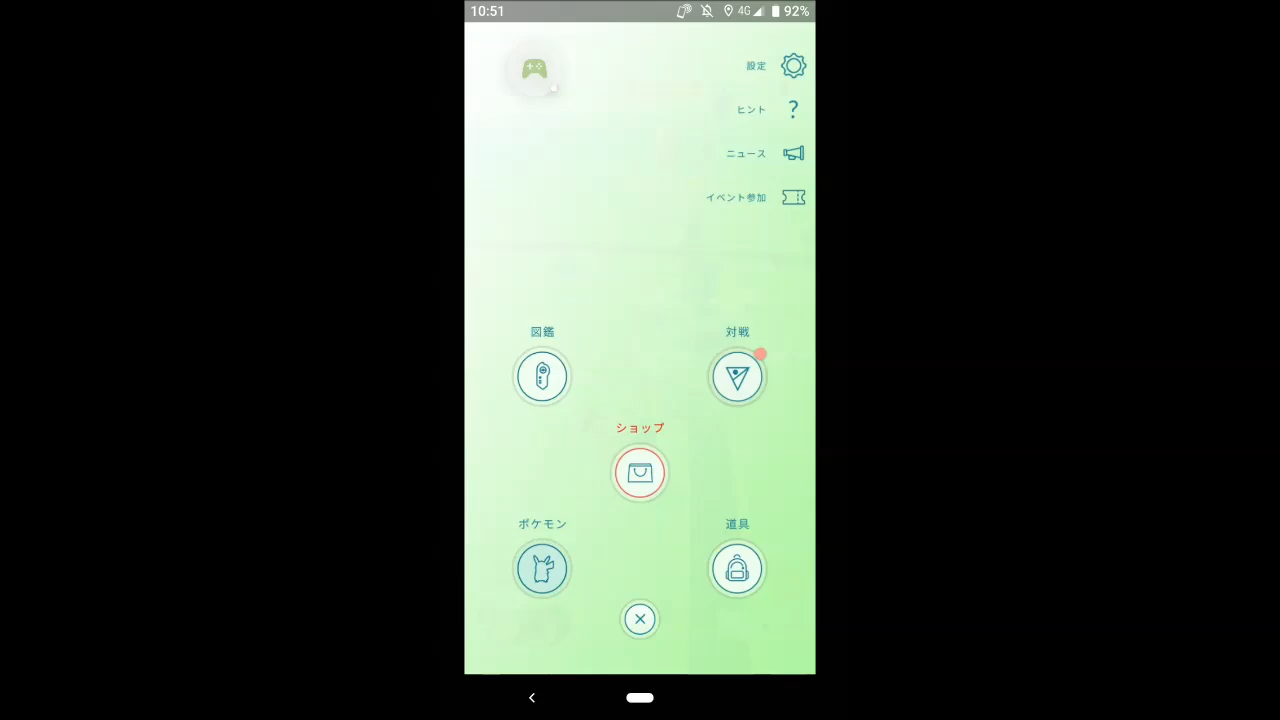 10:51
4G
92%
設定
ヒント
?
ニュース
イベント参加
図鑑
対戦
ショップ
ポケモン
道具